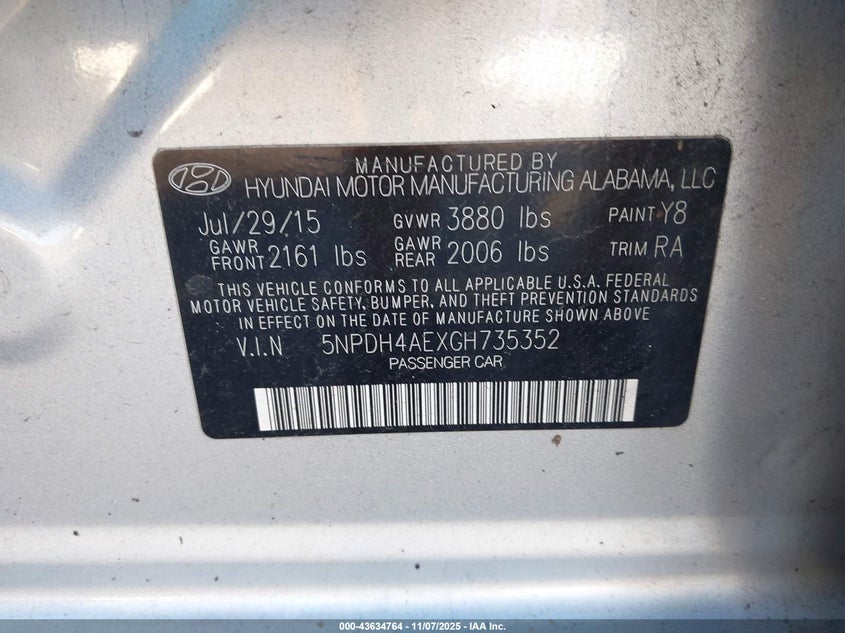 MANUFACTURED BY
HYUNDAI MOTOR MANUFACTURING ALABAMA, LLC
Jul/29/15 GVWR 3880 lbs PAINT Y8
GAWR FRONT 2161 lbs GAWR REAR 2006 lbs TRIM RA
THIS VEHICLE CONFORMS TO ALL APPLICABLE U.S.A. FEDERAL
MOTOR VEHICLE SAFETY, BUMPER, AND THEFT PREVENTION STANDARDS
IN EFFECT ON THE DATE OF MANUFACTURE SHOWN ABOVE
V.I.N 5NPDH4AEXGH735352
PASSENGER CAR
000-43634764 - 11/07/2025 - IAA Inc.